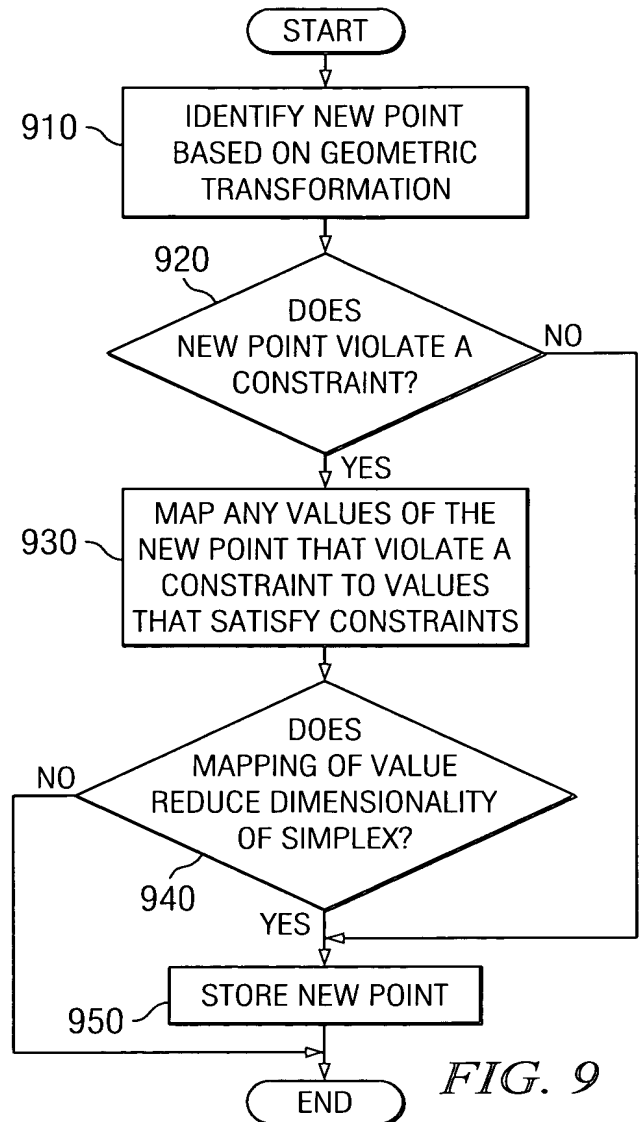 START
910
IDENTIFY NEW POINT
BASED ON GEOMETRIC
TRANSFORMATION
920
DOES
NEW POINT VIOLATE A
CONSTRAINT?
NO
YES
930
MAP ANY VALUES OF THE
NEW POINT THAT VIOLATE A
CONSTRAINT TO VALUES
THAT SATISFY CONSTRAINTS
DOES
MAPPING OF VALUE
REDUCE DIMENSIONALITY
OF SIMPLEX?
NO
940
YES
STORE NEW POINT
950
END
FIG. 9